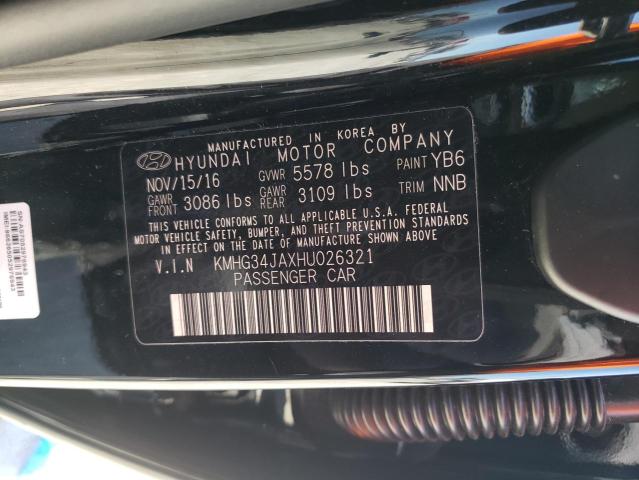 MANUFACTURED IN KOREA BY
HYUNDAI MOTOR COMPANY
NOV/15/16 GVWR 5578 lbs PAINT YB6
GAWR FRONT 3086 lbs GAWR REAR 3109 lbs TRIM NNB
THIS VEHICLE CONFORMS TO ALL APPLICABLE U.S.A. FEDERAL
MOTOR VEHICLE SAFETY, BUMPER, AND THEFT PREVENTION STANDARDS
IN EFFECT ON THE DATE OF MANUFACTURE SHOWN ABOVE.
V.I.N KMHG34JAXHU026321
PASSENGER CAR